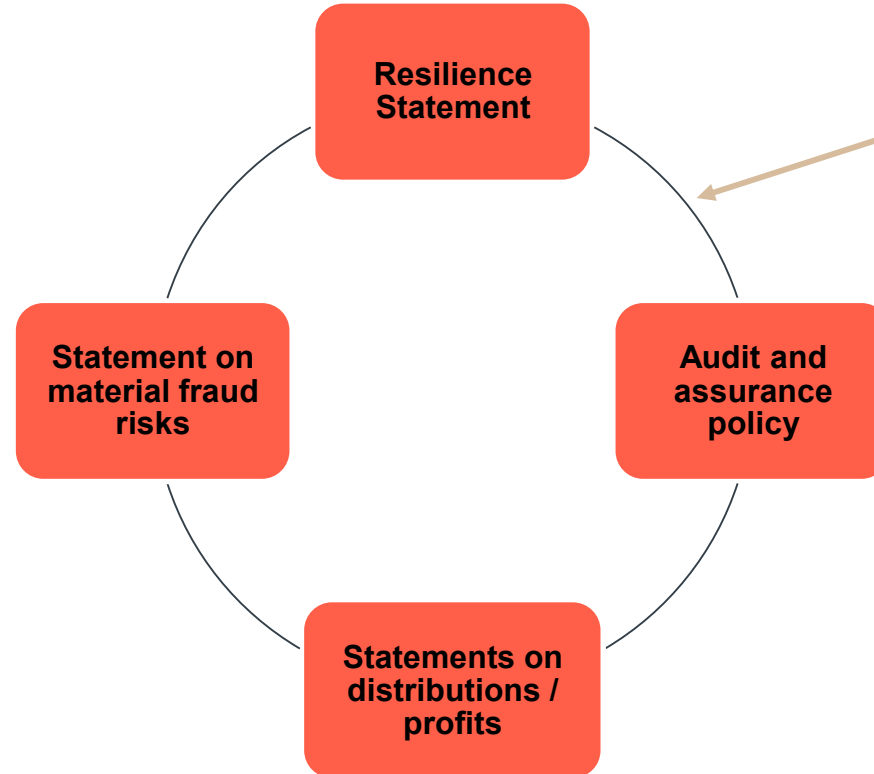 Resilience
Statement
Statement on
material fraud
risks
Audit and
assurance
policy
Statements on
distributions /
profits